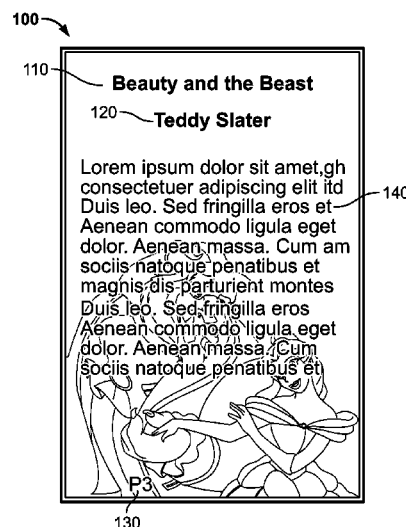 100
110
Beauty and the Beast
120
Teddy Slater
Lorem ipsum dolor sit amet,gh
consectetuer adipiscing elit itd
Duis leo. Sed fringilla eros et
140
Aenean commodo ligula eget
dolor. Aenean massa. Cum am
sociis natoque penatibus et
magnis dis parturient montes
Duis leo. Sed fringilla eros
Aenean commodo ligula eget
dolor. Aenean massa. Cum
sociis natoque penatibus et
P3
130